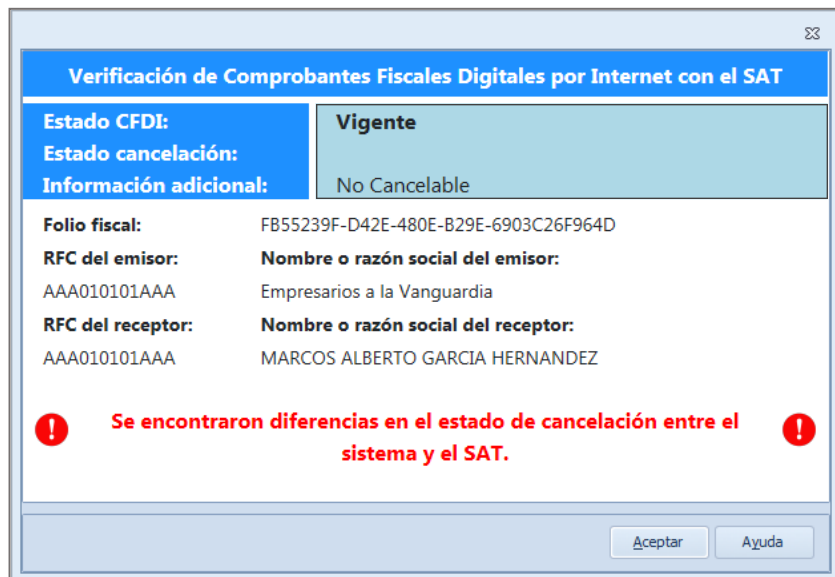 Verificación de Comprobantes Fiscales Digitales por Internet con el SAT
Estado CFDI: Vigente
Estado cancelación:
Información adicional: No Cancelable
Folio fiscal: FB55239F-D42E-480E-B29E-6903C26F964D
RFC del emisor: Nombre o razón social del emisor:
AAA010101AAA Empresarios a la Vanguardia
RFC del receptor: Nombre o razón social del receptor:
AAA010101AAA MARCOS ALBERTO GARCIA HERNANDEZ
Se encontraron diferencias en el estado de cancelación entre el
sistema y el SAT.
Aceptar Ayuda